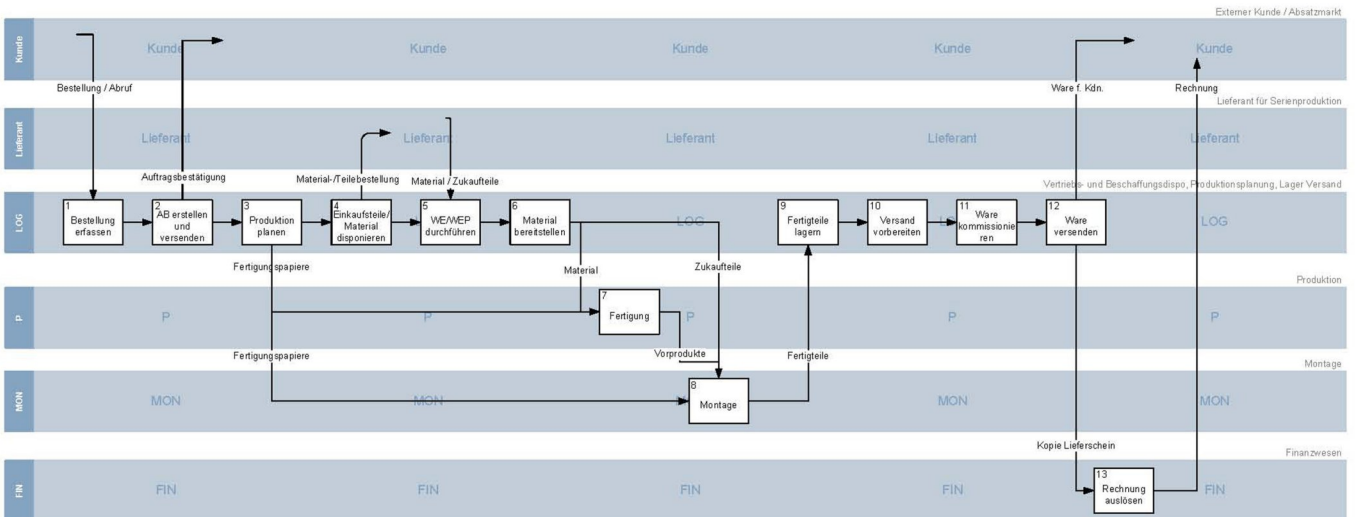 Externer Kunde / Absatzmarkt
Kunde
Kunde
Kunde
Kunde
Kunde
Kunde
Bestellung / Abruf
Ware f. Kdn.
Rechnung
Lieferant für Serienproduktion
Lieferant
Lieferant
Lieferant
Lieferant
Lieferant
Lieferant
Auftragsbestätigung
Material-/Teilebestellung
Material / Zukaufteile
Vertriebs- und Beschaffungsdispo, Produktionsplanung, Lager Versand
LOG
1
Bestellung
erfassen
2
AB erstellen
und
versenden
3
Produktion
planen
4
Einkaufsteile/
Material
disponieren
5
WE/WEP
durchführen
6
Material
bereitstellen
LOG
9
Fertigteile
lagern
10
Versand
vorbereiten
11
Ware
kommissionie
ren
12
Ware
versenden
LOG
Fertigungspapiere
Material
Zukaufteile
Produktion
P
P
P
7
Fertigung
P
P
P
Fertigungspapiere
Vorprodukte
Fertigteile
Montage
MON
MON
MON
8
Montage
MON
MON
Kopie Lieferschein
Finanzwesen
FIN
FIN
FIN
FIN
FIN
13
Rechnung
auslösen
FIN